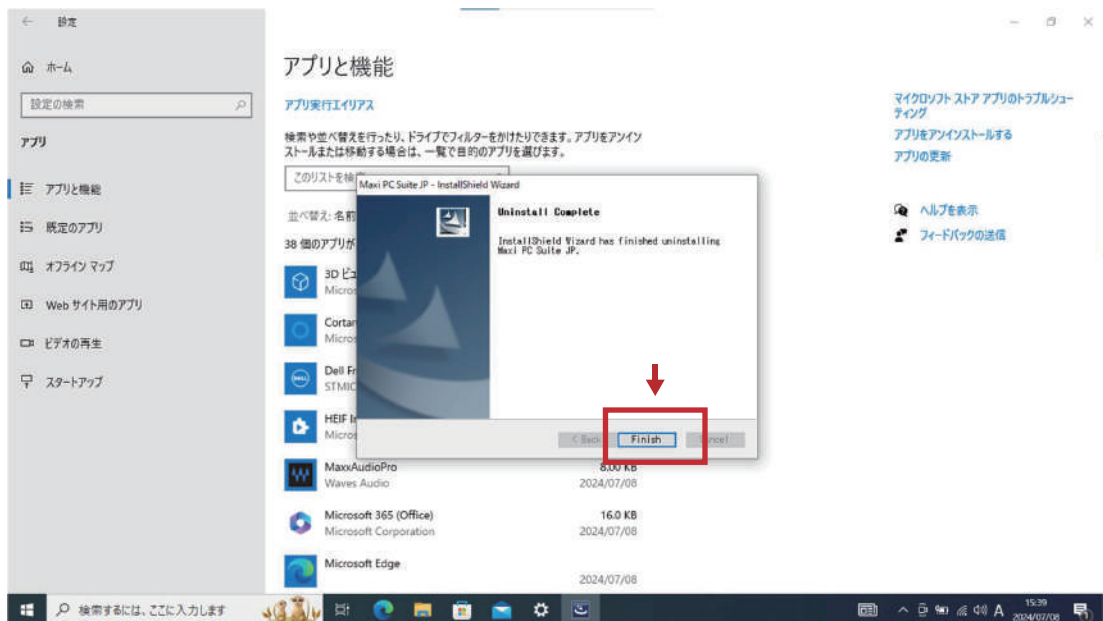 設定
ホーム
設定の検索
アプリ
アプリと機能
既定のアプリ
オフライン マップ
Web サイト用のアプリ
ビデオの再生
スタートアップ
アプリと機能
アプリ実行エイリアス
検索や並べ替えを行ったり、ドライブでフィルターをかけたりできます。アプリをアンイン
ストールまたは移動する場合は、一覧で目的のアプリを選びます。
このリストを検
並べ替え: 名前
38 個のアプリが
3D ビュ
Micros
Cortan
Micros
Dell Fr
STMIC
HEIF I
Micros
MaxxAudioPro
8.00 KB
Waves Audio
2024/07/08
Microsoft 365 (Office)
16.0 KB
Microsoft Corporation
2024/07/08
Microsoft Edge
2024/07/08
Maxi PC Suite JP - InstallShield Wizard
Uninstall Complete
InstallShield Wizard has finished uninstalling
Maxi PC Suite JP.
< Back
Finish
Cancel
マイクロソフト ストア アプリのトラブルシュー
ティング
アプリをアンインストールする
アプリの更新
ヘルプを表示
フィードバックの送信
検索するには、ここに入力します
A
15:39
2024/07/08